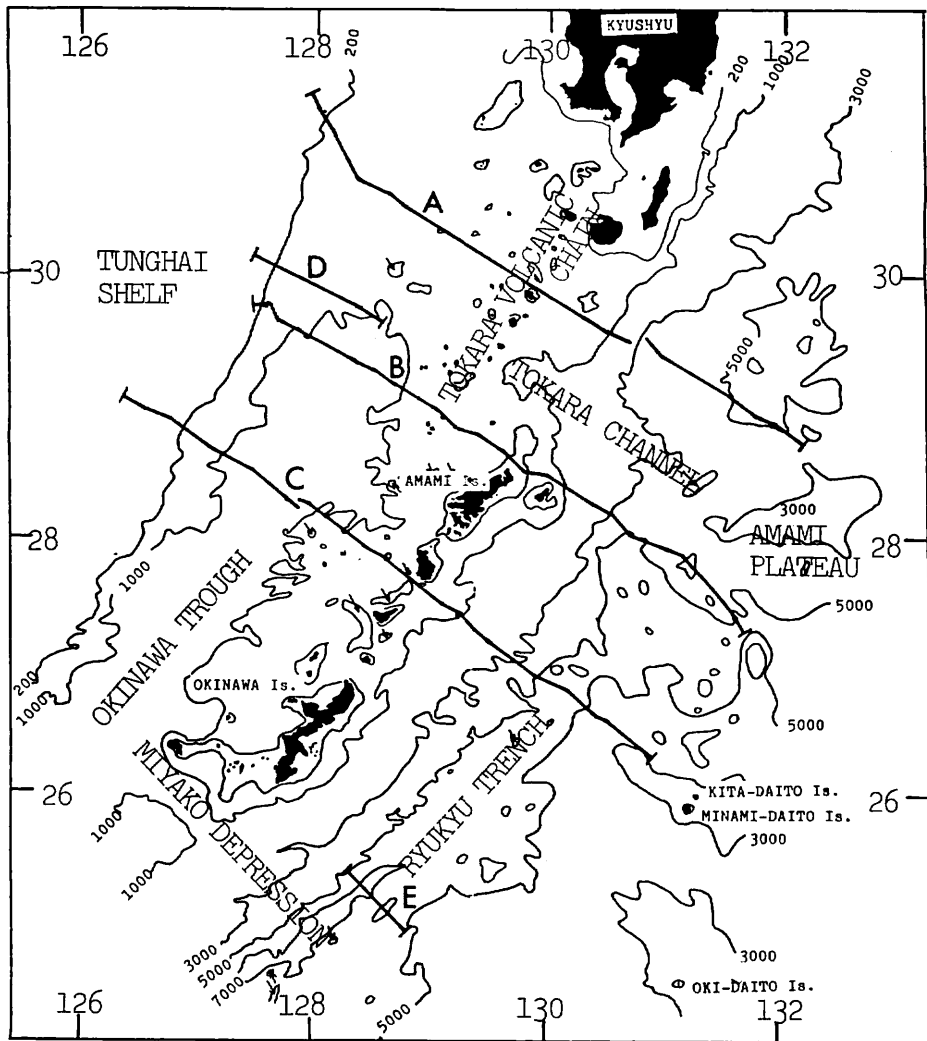 126
128
130
132
KYUSHYU
200
200
1000
3000
A
TOKARA VOLCANIC
CHAIN
30
TUNGHAI
SHELF
D
30
5000
B
TOKARA CHANNEL
C
AMAMI Is.
3000
28
AMAMI
PLATEAU
28
1000
5000
OKINAWA TROUGH
200
1000
OKINAWA Is.
5000
MIYAKO DEPRESSION
RYUKYU TRENCH
26
KITA-DAITO Is.
MINAMI-DAITO Is.
26
1000
3000
1000
E
3000
5000
7000
3000
OKI-DAITO Is.
5000
126
128
130
132